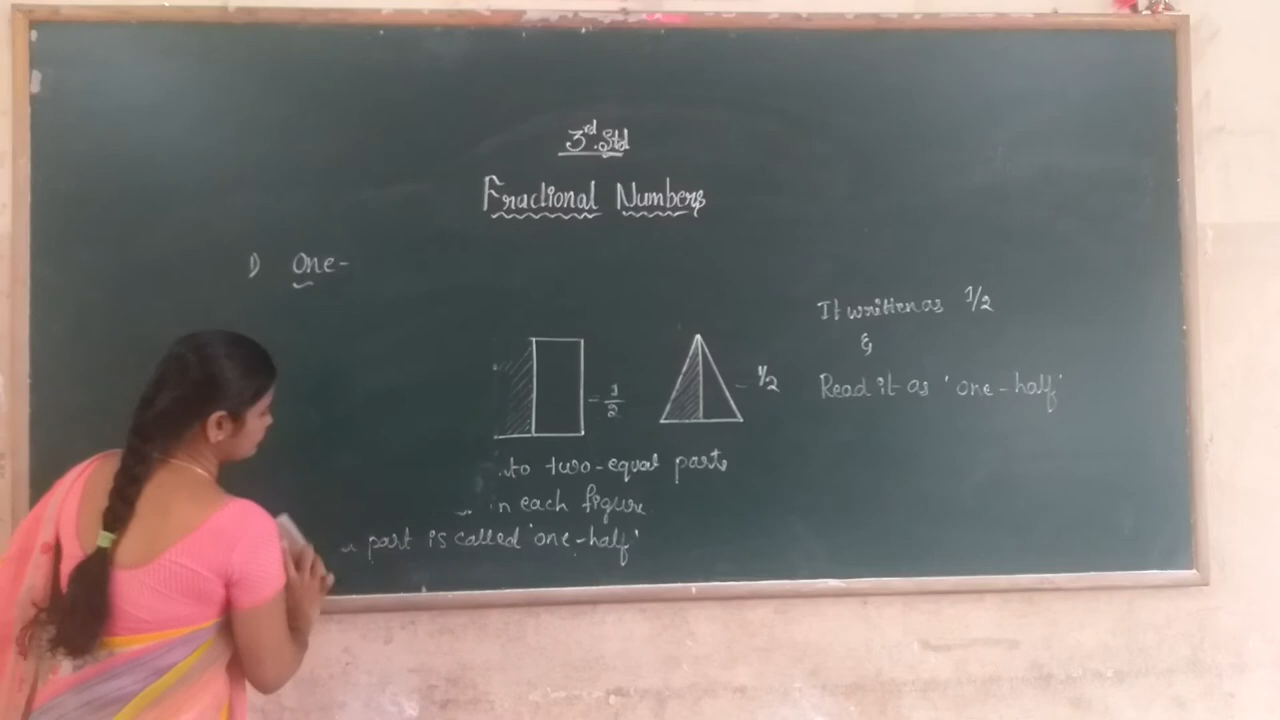 3rd. Std
Fractional Numbers
1) One-
= 1/2
- 1/2
It written as 1/2
&
Read it as 'one-half'
to two-equal parts
in each figure
part is called 'one-half'